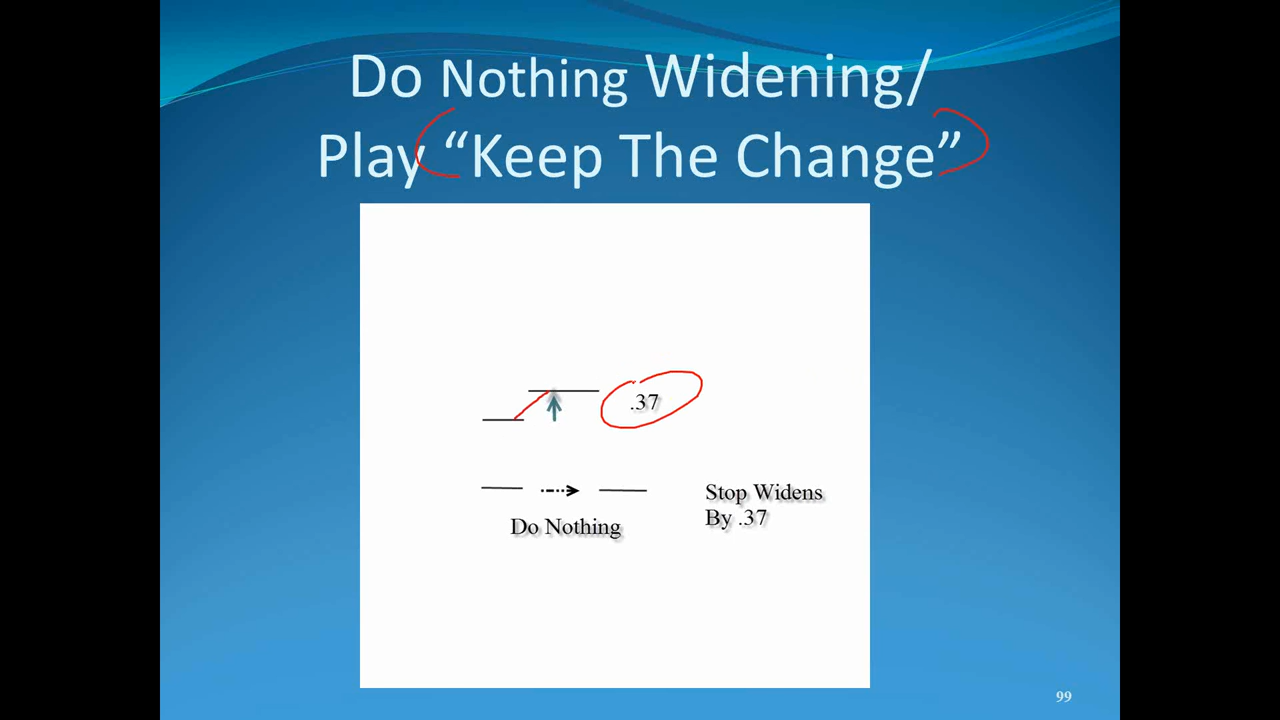 Do Nothing Widening/
Play “Keep The Change”
.37
Do Nothing
Stop Widens
By .37
99